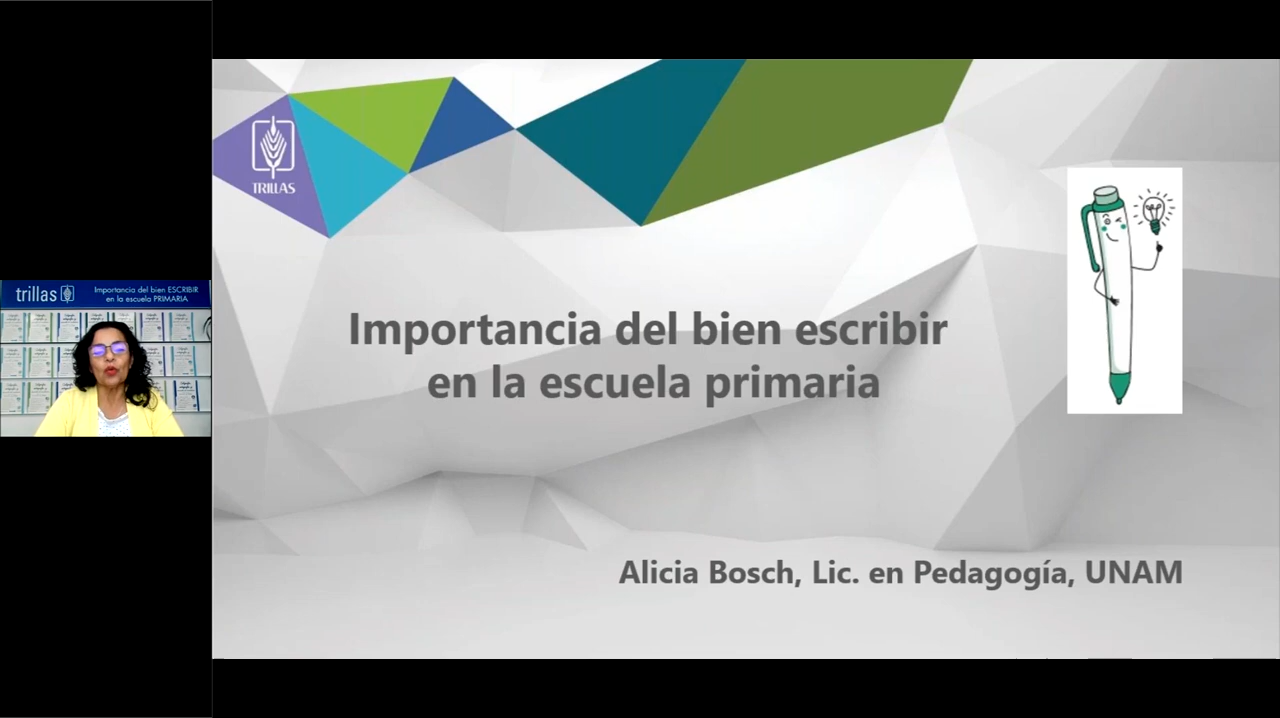 TRILLAS
Importancia del bien escribir
en la escuela primaria
Alicia Bosch, Lic. en Pedagogía, UNAM
trillas
Importancia del bien ESCRIBIR
en la escuela PRIMARIA